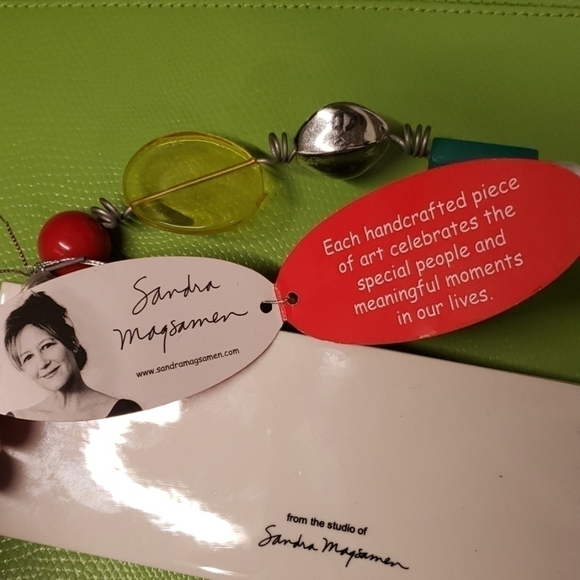 Sandra
Magsamen
www.sandramagsamen.com
Each handcrafted piece
of art celebrates the
special people and
meaningful moments
in our lives.
from the studio of
Sandra Magsamen